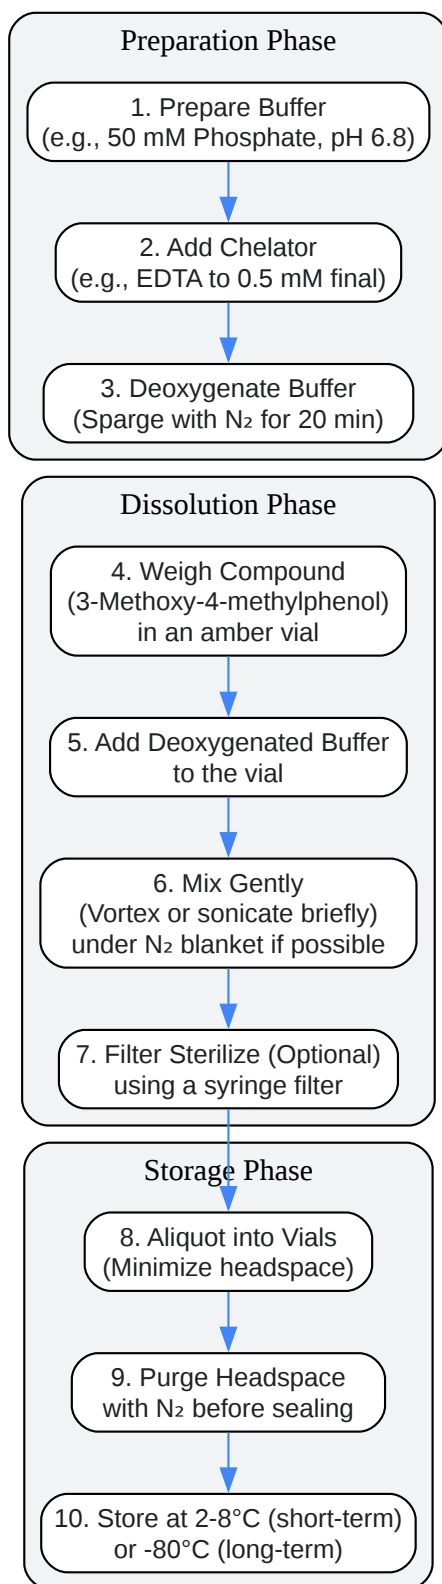 Preparation Phase
1. Prepare Buffer
(e.g., 50 mM Phosphate, pH 6.8)
2. Add Chelator
(e.g., EDTA to 0.5 mM final)
3. Deoxygenate Buffer
(Sparge with N₂ for 20 min)
Dissolution Phase
4. Weigh Compound
(3-Methoxy-4-methylphenol)
in an amber vial
5. Add Deoxygenated Buffer
to the vial
6. Mix Gently
(Vortex or sonicate briefly)
under N₂ blanket if possible
7. Filter Sterilize (Optional)
using a syringe filter
Storage Phase
8. Aliquot into Vials
(Minimize headspace)
9. Purge Headspace
with N₂ before sealing
10. Store at 2-8°C (short-term)
or -80°C (long-term)